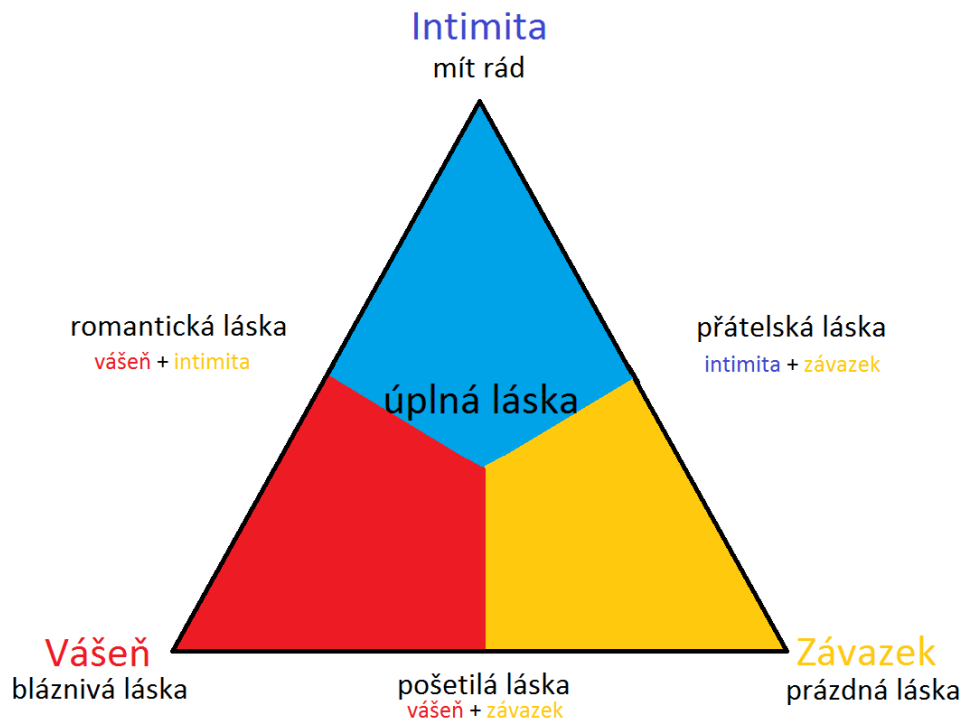 Intimita
mít rád
romantická láska
vášeň + intimita
přátelská láska
intimita + závazek
úplná láska
Vášeň
bláznivá láska
pošetilá láska
vášeň + závazek
Závazek
prázdná láska